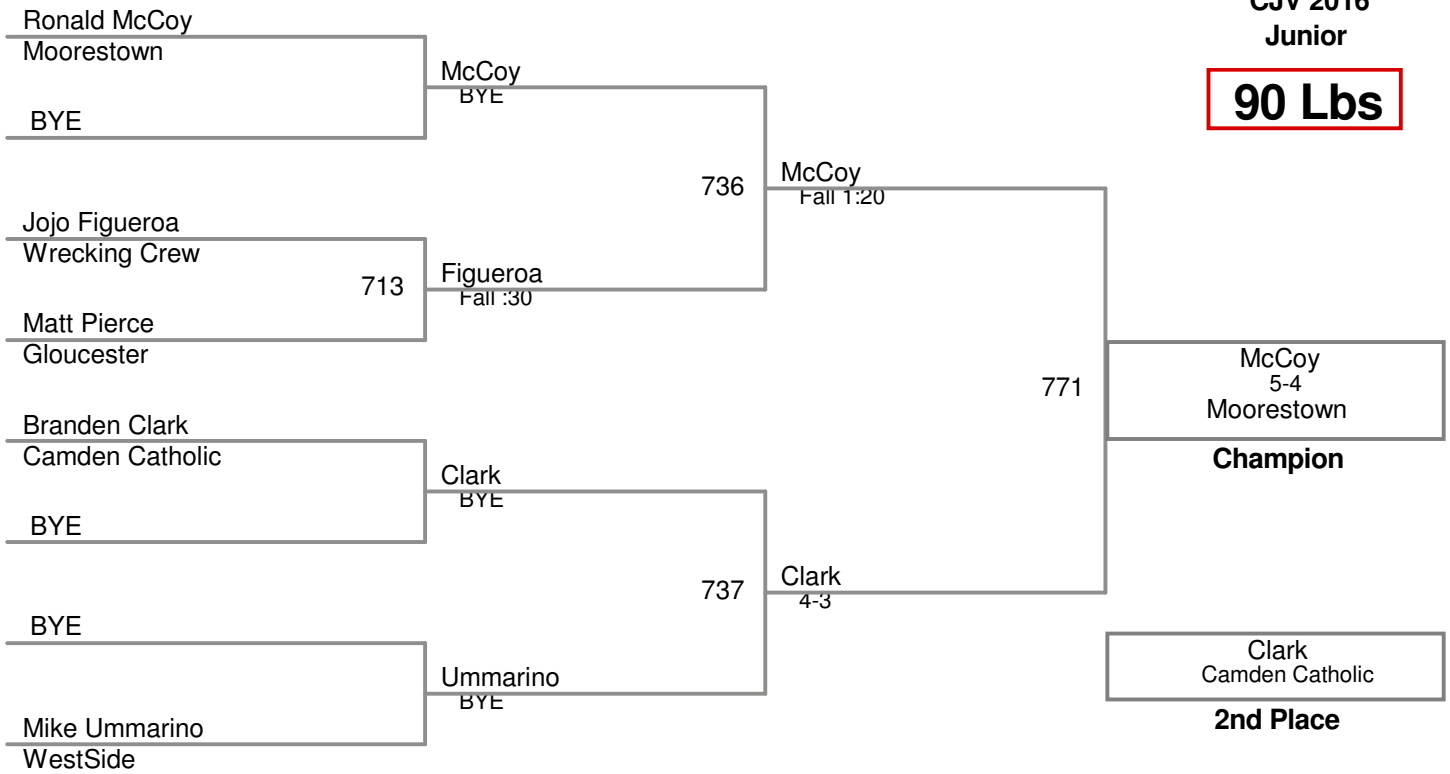 CJV 2016
Junior
90 Lbs
Ronald McCoy
Moorestown
BYE
Jojo Figueroa
Wrecking Crew
Matt Pierce
Gloucester
Branden Clark
Camden Catholic
BYE
BYE
Mike Ummarino
WestSide
713
McCoy
BYE
Figueroa
Fall :30
Clark
BYE
Ummarino
BYE
736
737
McCoy
Fall 1:20
Clark
4-3
771
McCoy
5-4
Moorestown
Champion
Clark
Camden Catholic
2nd Place